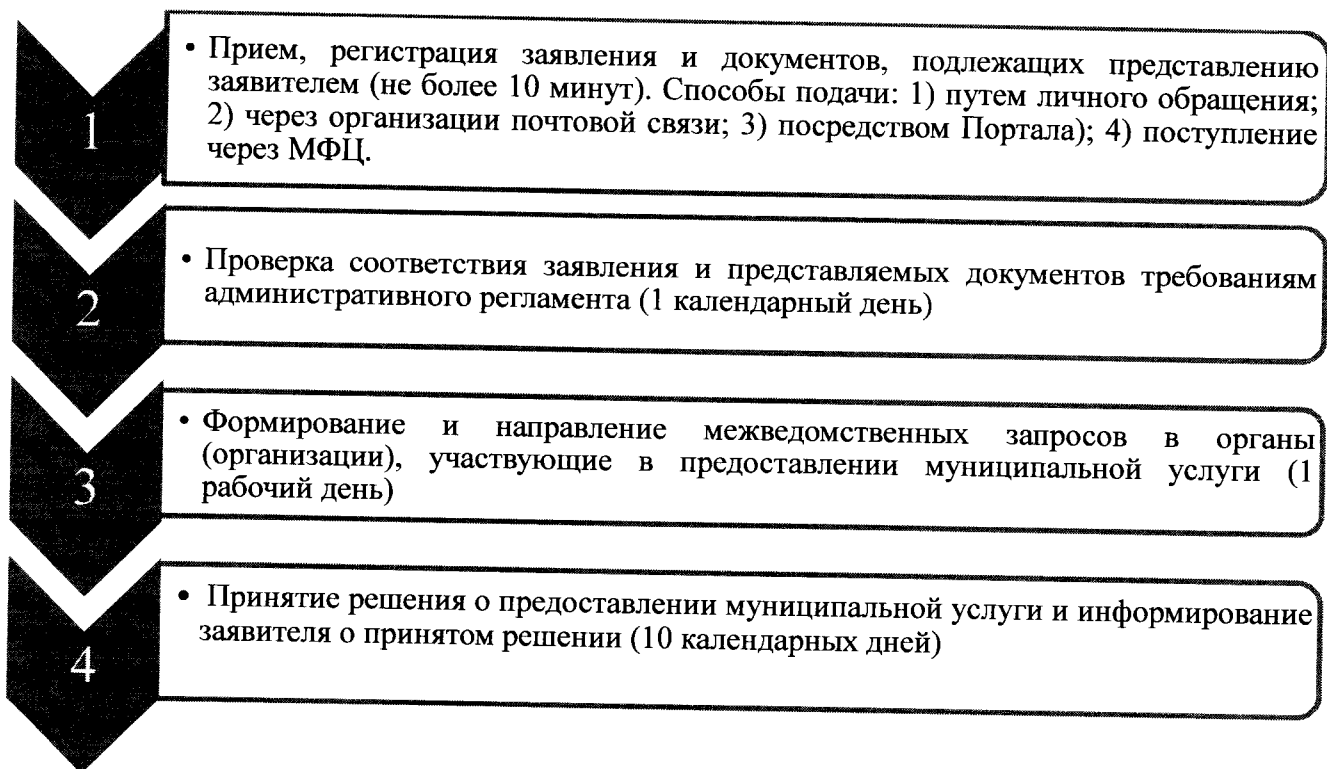 1
• Прием, регистрация заявления и документов, подлежащих представлению
заявителем (не более 10 минут). Способы подачи: 1) путем личного обращения;
2) через организации почтовой связи; 3) посредством Портала); 4) поступление
через МФЦ.
2
• Проверка соответствия заявления и представляемых документов требованиям
административного регламента (1 календарный день)
3
• Формирование и направление межведомственных запросов в органы
(организации), участвующие в предоставлении муниципальной услуги (1
рабочий день)
4
• Принятие решения о предоставлении муниципальной услуги и информирование
заявителя о принятом решении (10 календарных дней)